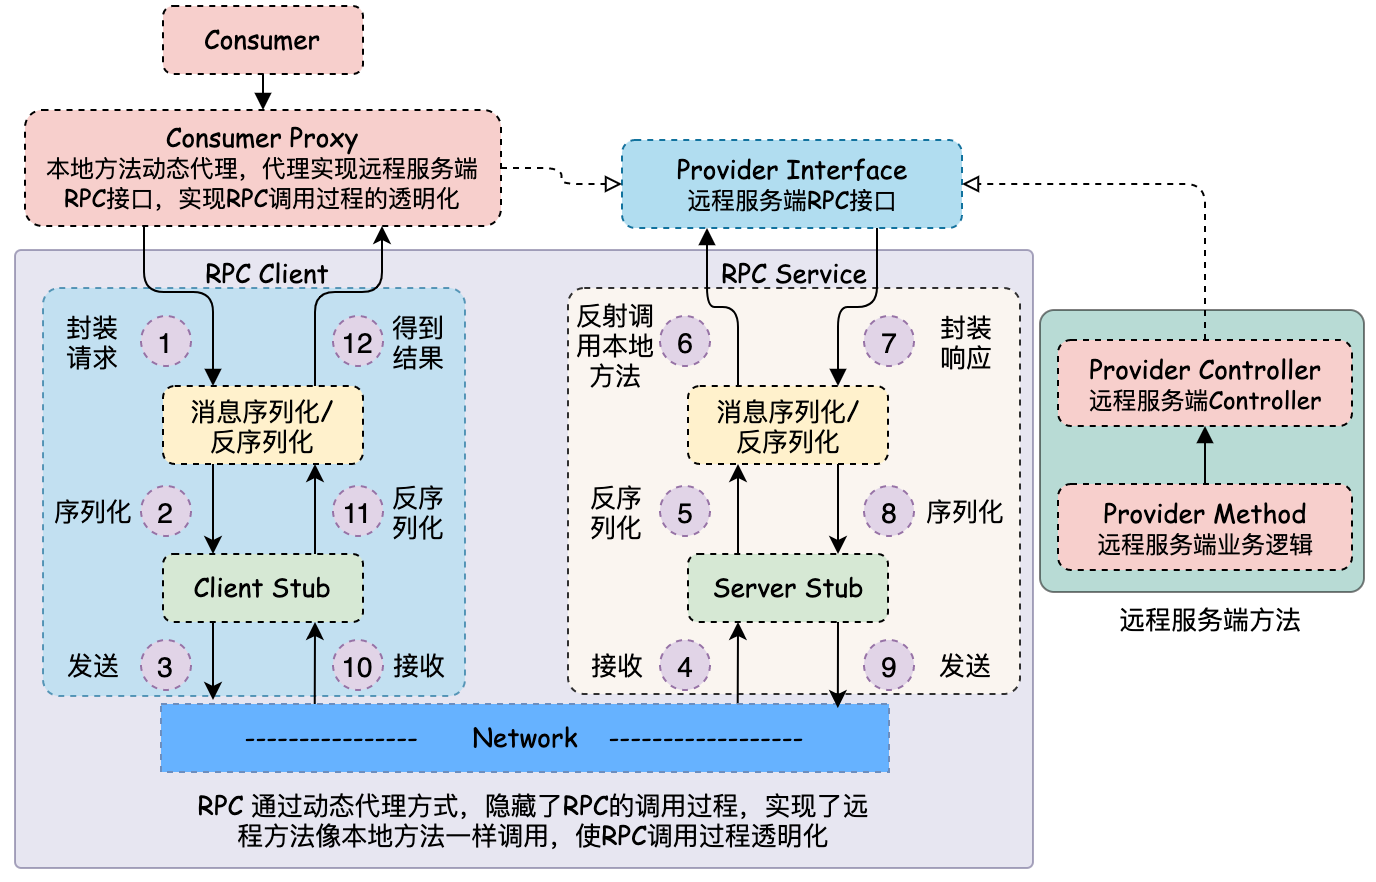 Consumer
Consumer Proxy
本地方法动态代理，代理实现远程服务端
RPC接口，实现RPC调用过程的透明化
Provider Interface
远程服务端RPC接口
RPC Client
封装
请求
1
12
得到
结果
消息序列化/
反序列化
序列化
2
11
反序
列化
Client Stub
发送
3
10
接收
RPC Service
反射调
用本地
方法
6
7
封装
响应
消息序列化/
反序列化
反序
列化
5
8
序列化
Server Stub
接收
4
9
发送
---------------- Network ------------------
RPC 通过动态代理方式，隐藏了RPC的调用过程，实现了远
程方法像本地方法一样调用，使RPC调用过程透明化
Provider Controller
远程服务端Controller
Provider Method
远程服务端业务逻辑
远程服务端方法